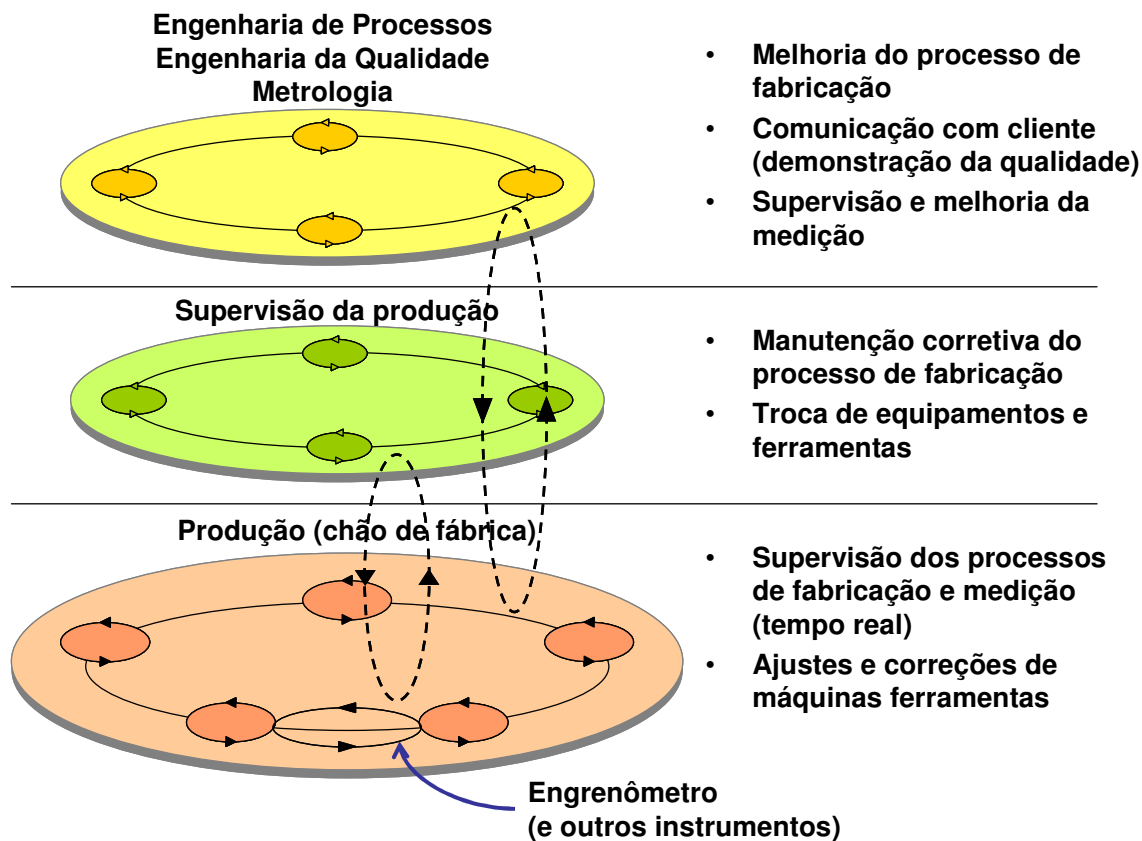 Engenharia de Processos
Engenharia da Qualidade
Metrologia
• Melhoria do processo de
fabricação
• Comunicação com cliente
(demonstração da qualidade)
• Supervisão e melhoria da
medição
Supervisão da produção
• Manutenção corretiva do
processo de fabricação
• Troca de equipamentos e
ferramentas
Produção (chão de fábrica)
• Supervisão dos processos
de fabricação e medição
(tempo real)
• Ajustes e correções de
máquinas ferramentas
Engrenômetro
(e outros instrumentos)